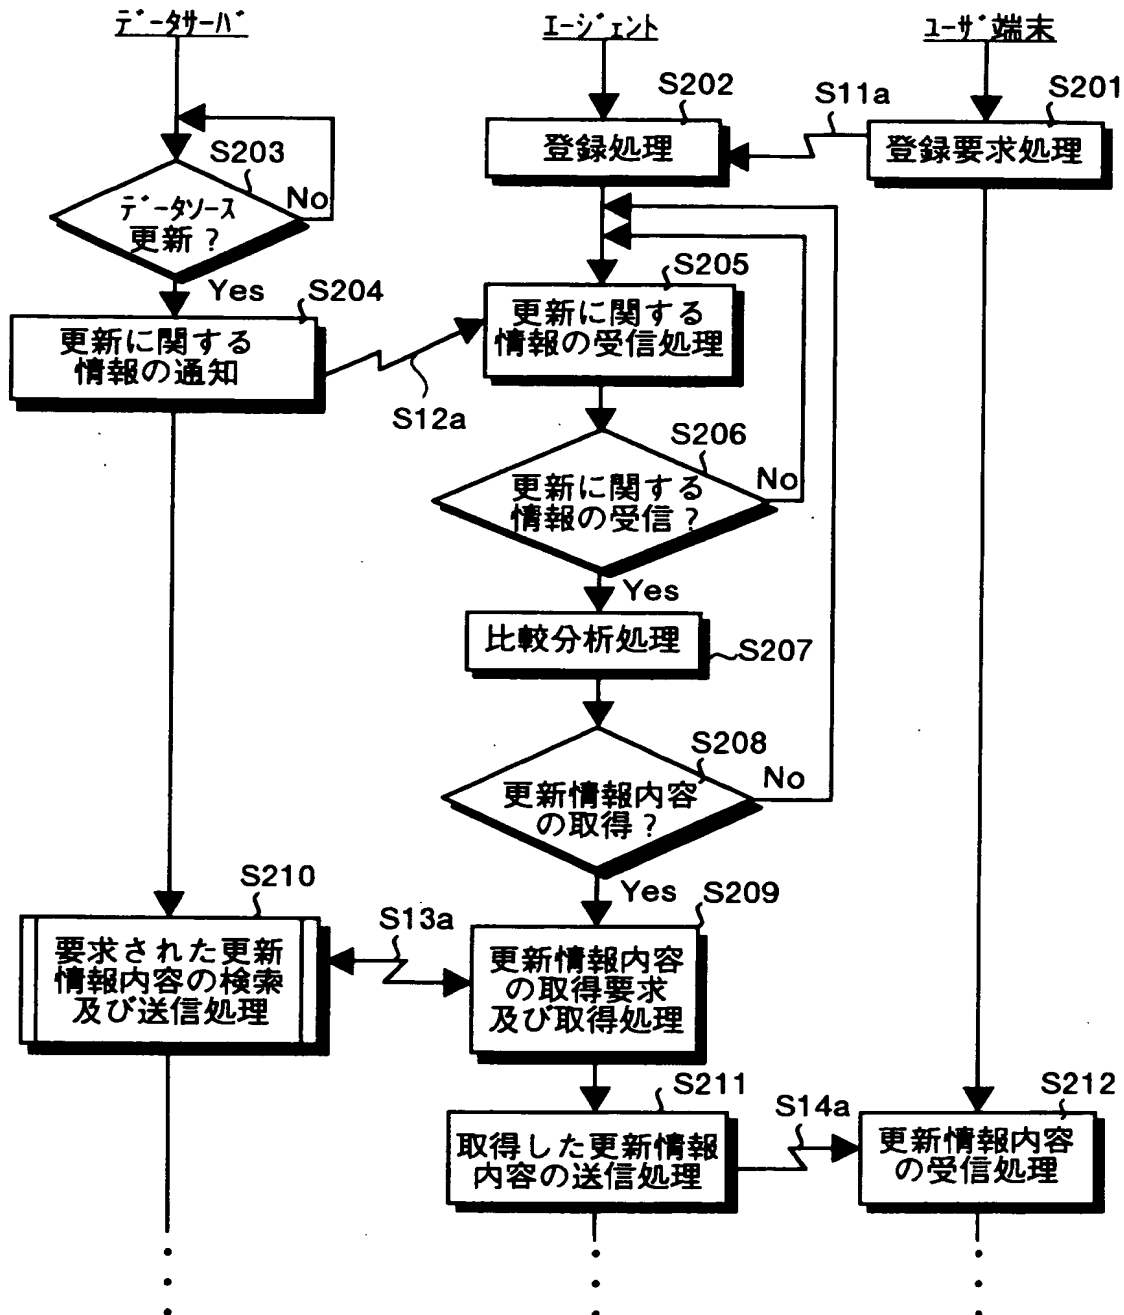 データサーバ
エージェント
ユーザ端末
S202
S11a
S201
登録処理
登録要求処理
S203
No
データソース
更新?
Yes
S204
S205
更新に関する
情報の通知
更新に関する
情報の受信処理
S12a
S206
No
更新に関する
情報の受信?
Yes
比較分析処理
S207
S208
No
更新情報内容
の取得?
Yes
S210
S13a
S209
要求された更新
情報内容の検索
及び送信処理
更新情報内容
の取得要求
及び取得処理
S211
S14a
S212
取得した更新情報
内容の送信処理
更新情報内容
の受信処理